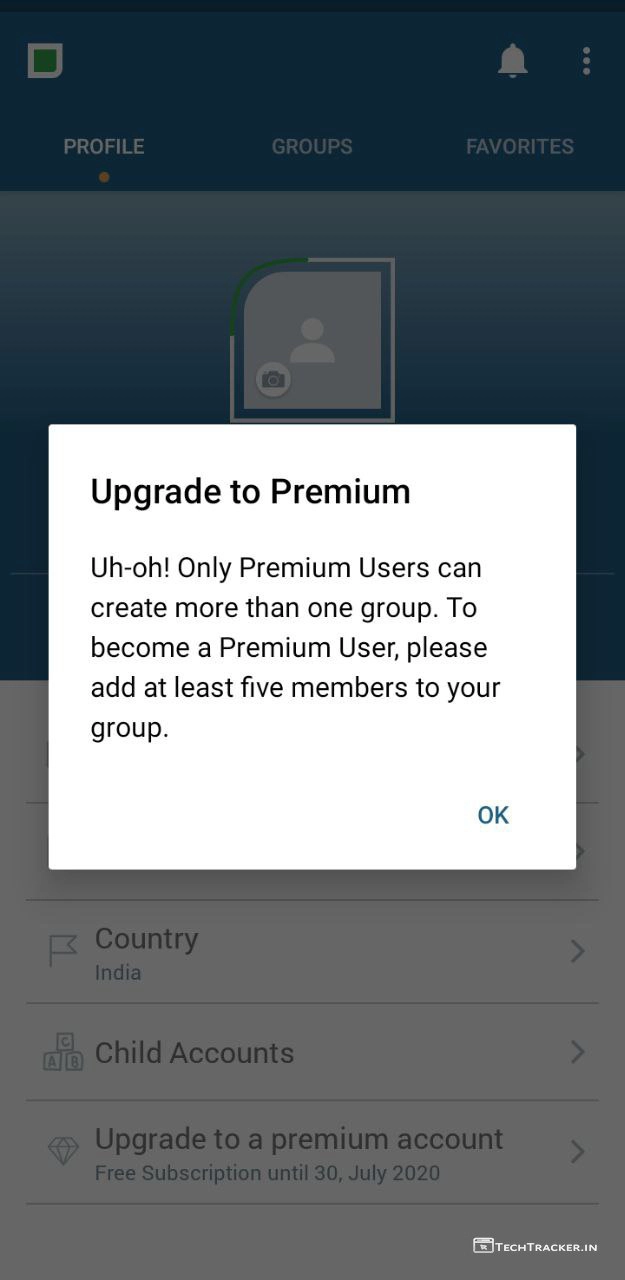 PROFILE
GROUPS
FAVORITES
Upgrade to Premium
Uh-oh! Only Premium Users can
create more than one group. To
become a Premium User, please
add at least five members to your
group.
OK
Country
India
C
A B
Child Accounts
Upgrade to a premium account
Free Subscription until 30, July 2020
TECHTRACKER.IN